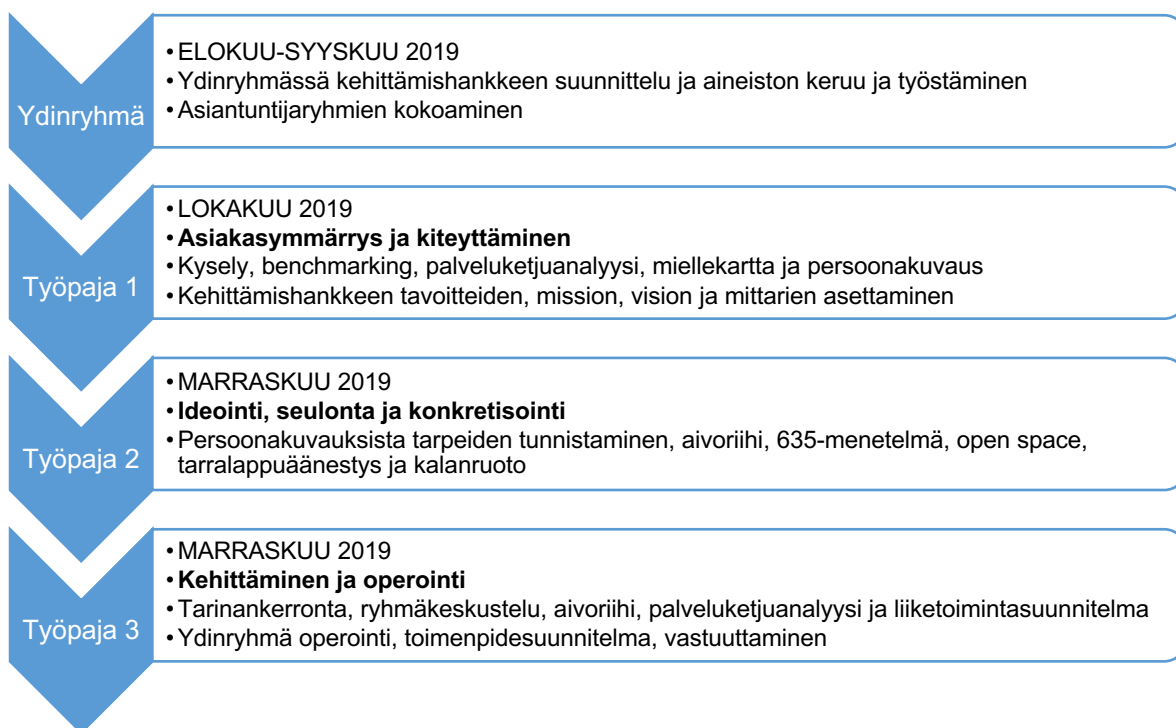 Ydinryhmä
•ELOKUU-SYYSKUU 2019
•Ydinryhmässä kehittämishankkeen suunnittelu ja aineiston keruu ja työstäminen
•Asiantuntijaryhmien kokoaminen
Työpaja 1
•LOKAKUU 2019
•Asiakasymmärrys ja kiteyttäminen
•Kysely, benchmarking, palveluketjuanalyysi, miellekartta ja persoonakuvaus
•Kehittämishankkeen tavoitteiden, mission, vision ja mittarien asettaminen
Työpaja 2
•MARRASKUU 2019
•Ideointi, seulonta ja konkretisointi
•Persoonakuvauksista tarpeiden tunnistaminen, aivoriihi, 635-menetelmä, open space,
tarralappuäänestys ja kalanruoto
Työpaja 3
•MARRASKUU 2019
•Kehittäminen ja operointi
•Tarinankerronta, ryhmäkeskustelu, aivoriihi, palveluketjuanalyysi ja liiketoimintasuunnitelma
•Ydinryhmä operointi, toimenpidesuunnitelma, vastuuttaminen